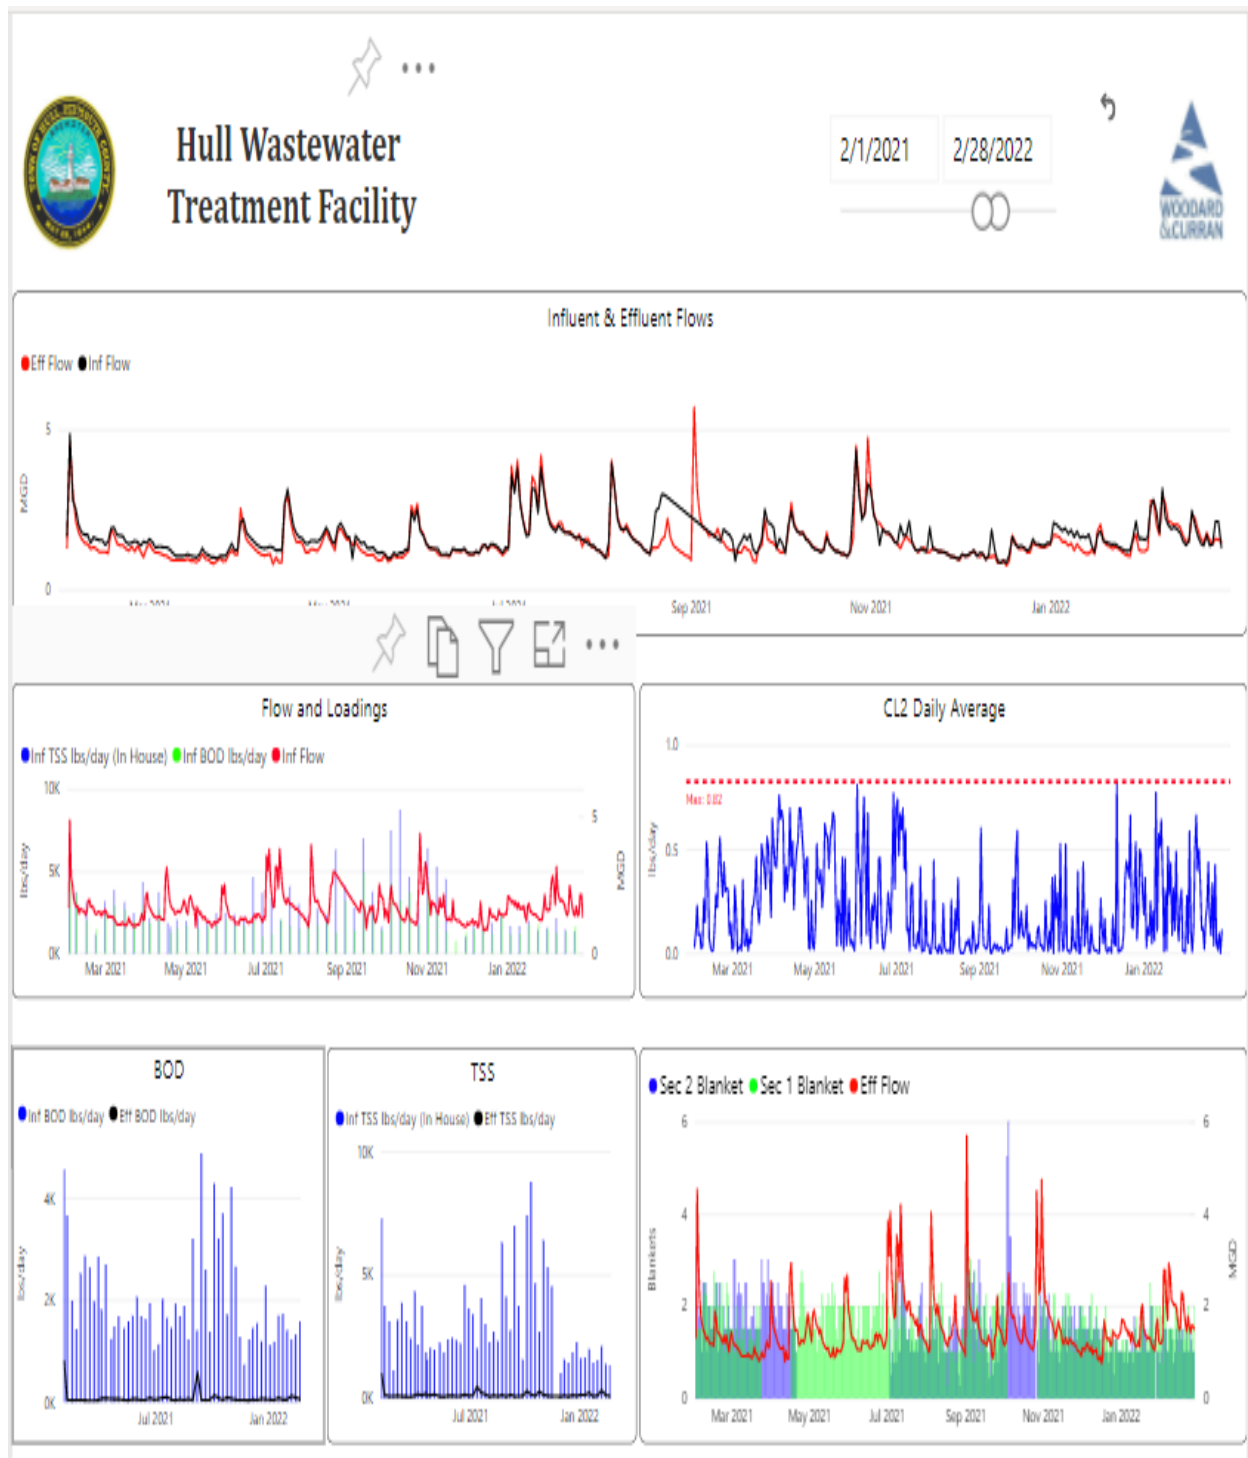 Hull Wastewater
Treatment Facility
2/1/2021
2/28/2022
WOODARD
&CURRAN
Influent & Effluent Flows
Eff Flow Inf Flow
5
MGD
0
Sep 2021 Nov 2021 Jan 2022
Flow and Loadings
Inf TSS lbs/day (In House) Inf BOD lbs/day Inf Flow
10K
5K
0K
lbs/day
5
0
MGD
Mar 2021 May 2021 Jul 2021 Sep 2021 Nov 2021 Jan 2022
CL2 Daily Average
1.0
Max: 0.82
0.5
0.0
lbs/day
Mar 2021 May 2021 Jul 2021 Sep 2021 Nov 2021 Jan 2022
BOD
Inf BOD lbs/day Eff BOD lbs/day
4K
2K
0K
lbs/day
Jul 2021 Jan 2022
TSS
Inf TSS lbs/day (In House) Eff TSS lbs/day
10K
5K
0K
lbs/day
Jul 2021 Jan 2022
Sec 2 Blanket Sec 1 Blanket Eff Flow
6
4
2
0
Blankets
6
4
2
0
MGD
Mar 2021 May 2021 Jul 2021 Sep 2021 Nov 2021 Jan 2022